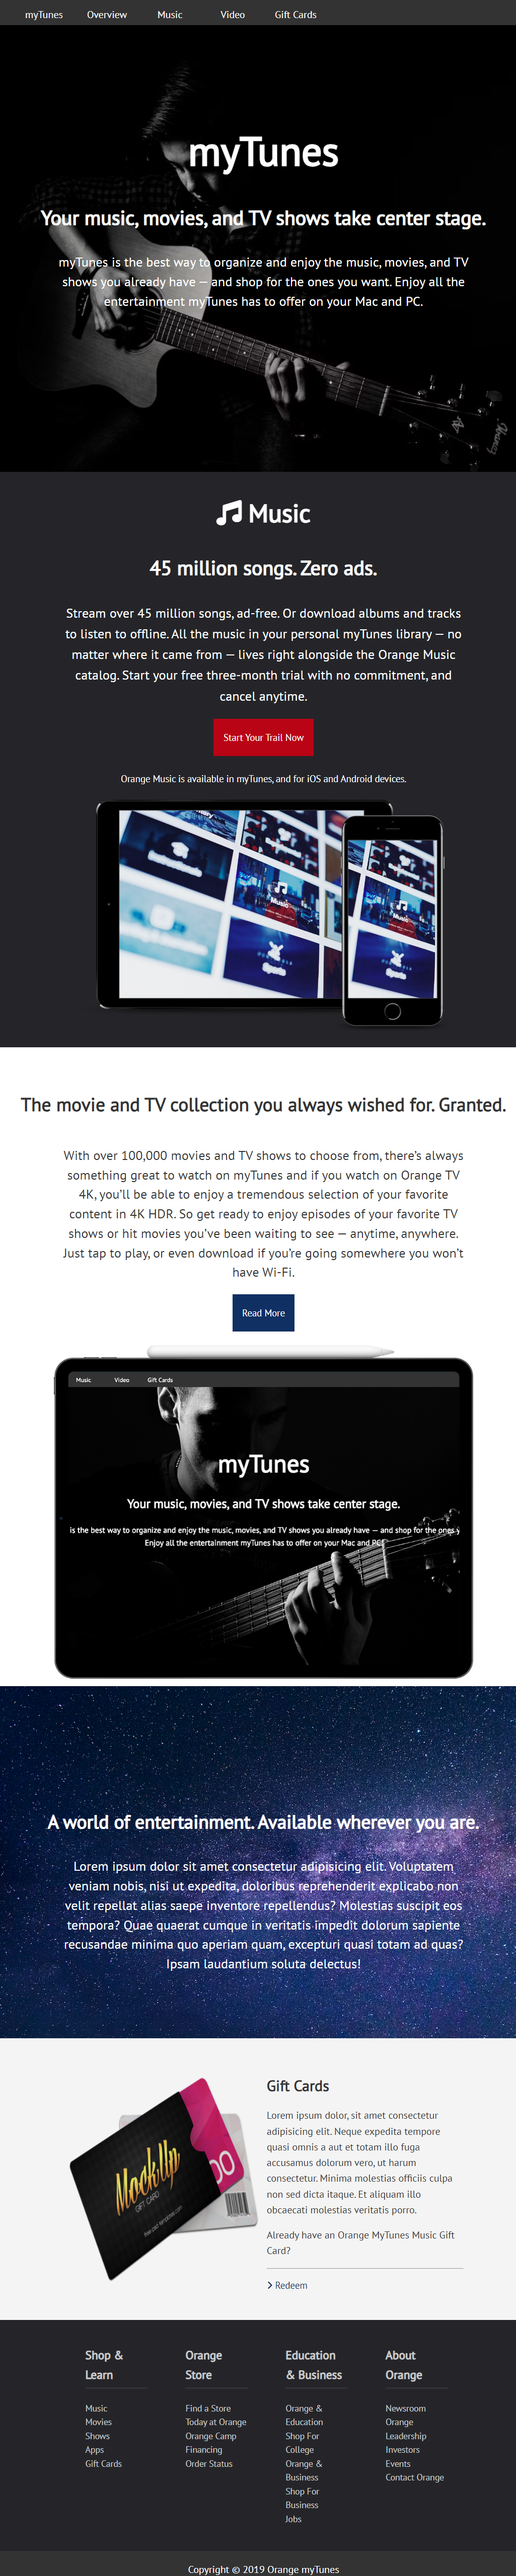 myTunes Overview Music Video Gift Cards
myTunes
Your music, movies, and TV shows take center stage.
myTunes is the best way to organize and enjoy the music, movies, and TV
shows you already have — and shop for the ones you want. Enjoy all the
entertainment myTunes has to offer on your Mac and PC.
Music
45 million songs. Zero ads.
Stream over 45 million songs, ad-free. Or download albums and tracks
to listen to offline. All the music in your personal myTunes library — no
matter where it came from — lives right alongside the Orange Music
catalog. Start your free three-month trial with no commitment, and
cancel anytime.
Start Your Trail Now
Orange Music is available in myTunes, and for iOS and Android devices.
Music
Music
The movie and TV collection you always wished for. Granted.
With over 100,000 movies and TV shows to choose from, there’s always
something great to watch on myTunes and if you watch on Orange TV
4K, you’ll be able to enjoy a tremendous selection of your favorite
content in 4K HDR. So get ready to enjoy episodes of your favorite TV
shows or hit movies you’ve been waiting to see — anytime, anywhere.
Just tap to play, or even download if you’re going somewhere you won’t
have Wi-Fi.
Read More
Music Video Gift Cards
myTunes
Your music, movies, and TV shows take center stage.
is the best way to organize and enjoy the music, movies, and TV shows you already have — and shop for the ones y
Enjoy all the entertainment myTunes has to offer on your Mac and PC.
A world of entertainment. Available wherever you are.
Lorem ipsum dolor sit amet consectetur adipisicing elit. Voluptatem
veniam nobis, nisi ut expedita, doloribus reprehenderit explicabo non
velit repellat alias saepe inventore repellendus? Molestias suscipit eos
tempora? Quae quaerat cumque in veritatis impedit dolorum sapiente
recusandae minima quo aperiam quam, excepturi quasi totam ad quas?
Ipsam laudantium soluta delectus!
MockUp
GIFT CARD
Gift Cards
Lorem ipsum dolor, sit amet consectetur
adipisicing elit. Neque expedita tempore
quasi omnis a aut et totam illo fuga
accusamus dolorum vero, ut harum
consectetur. Minima molestias officiis culpa
non sed dicta itaque. Et aliquam illo
obcaecati molestias veritatis porro.
Already have an Orange MyTunes Music Gift
Card?
Redeem
Shop &
Learn
Music
Movies
Shows
Apps
Gift Cards
Orange
Store
Find a Store
Today at Orange
Orange Camp
Financing
Order Status
Education
& Business
Orange &
Education
Shop For
College
Orange &
Business
Shop For
Business
Jobs
About
Orange
Newsroom
Orange
Leadership
Investors
Events
Contact Orange
Copyright © 2019 Orange myTunes